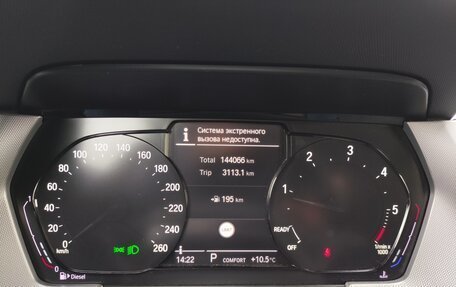 Система экстренного
вызова недоступна.
Total 144066 km
Trip 3113.1 km
195 km
0 20 40 60 80 100 120 140 160 180 200 220 240 260
km/h
1 2 3 4 5
READY
OFF
1/min x 1000
Diesel
14:22 P COMFORT +10.5°C